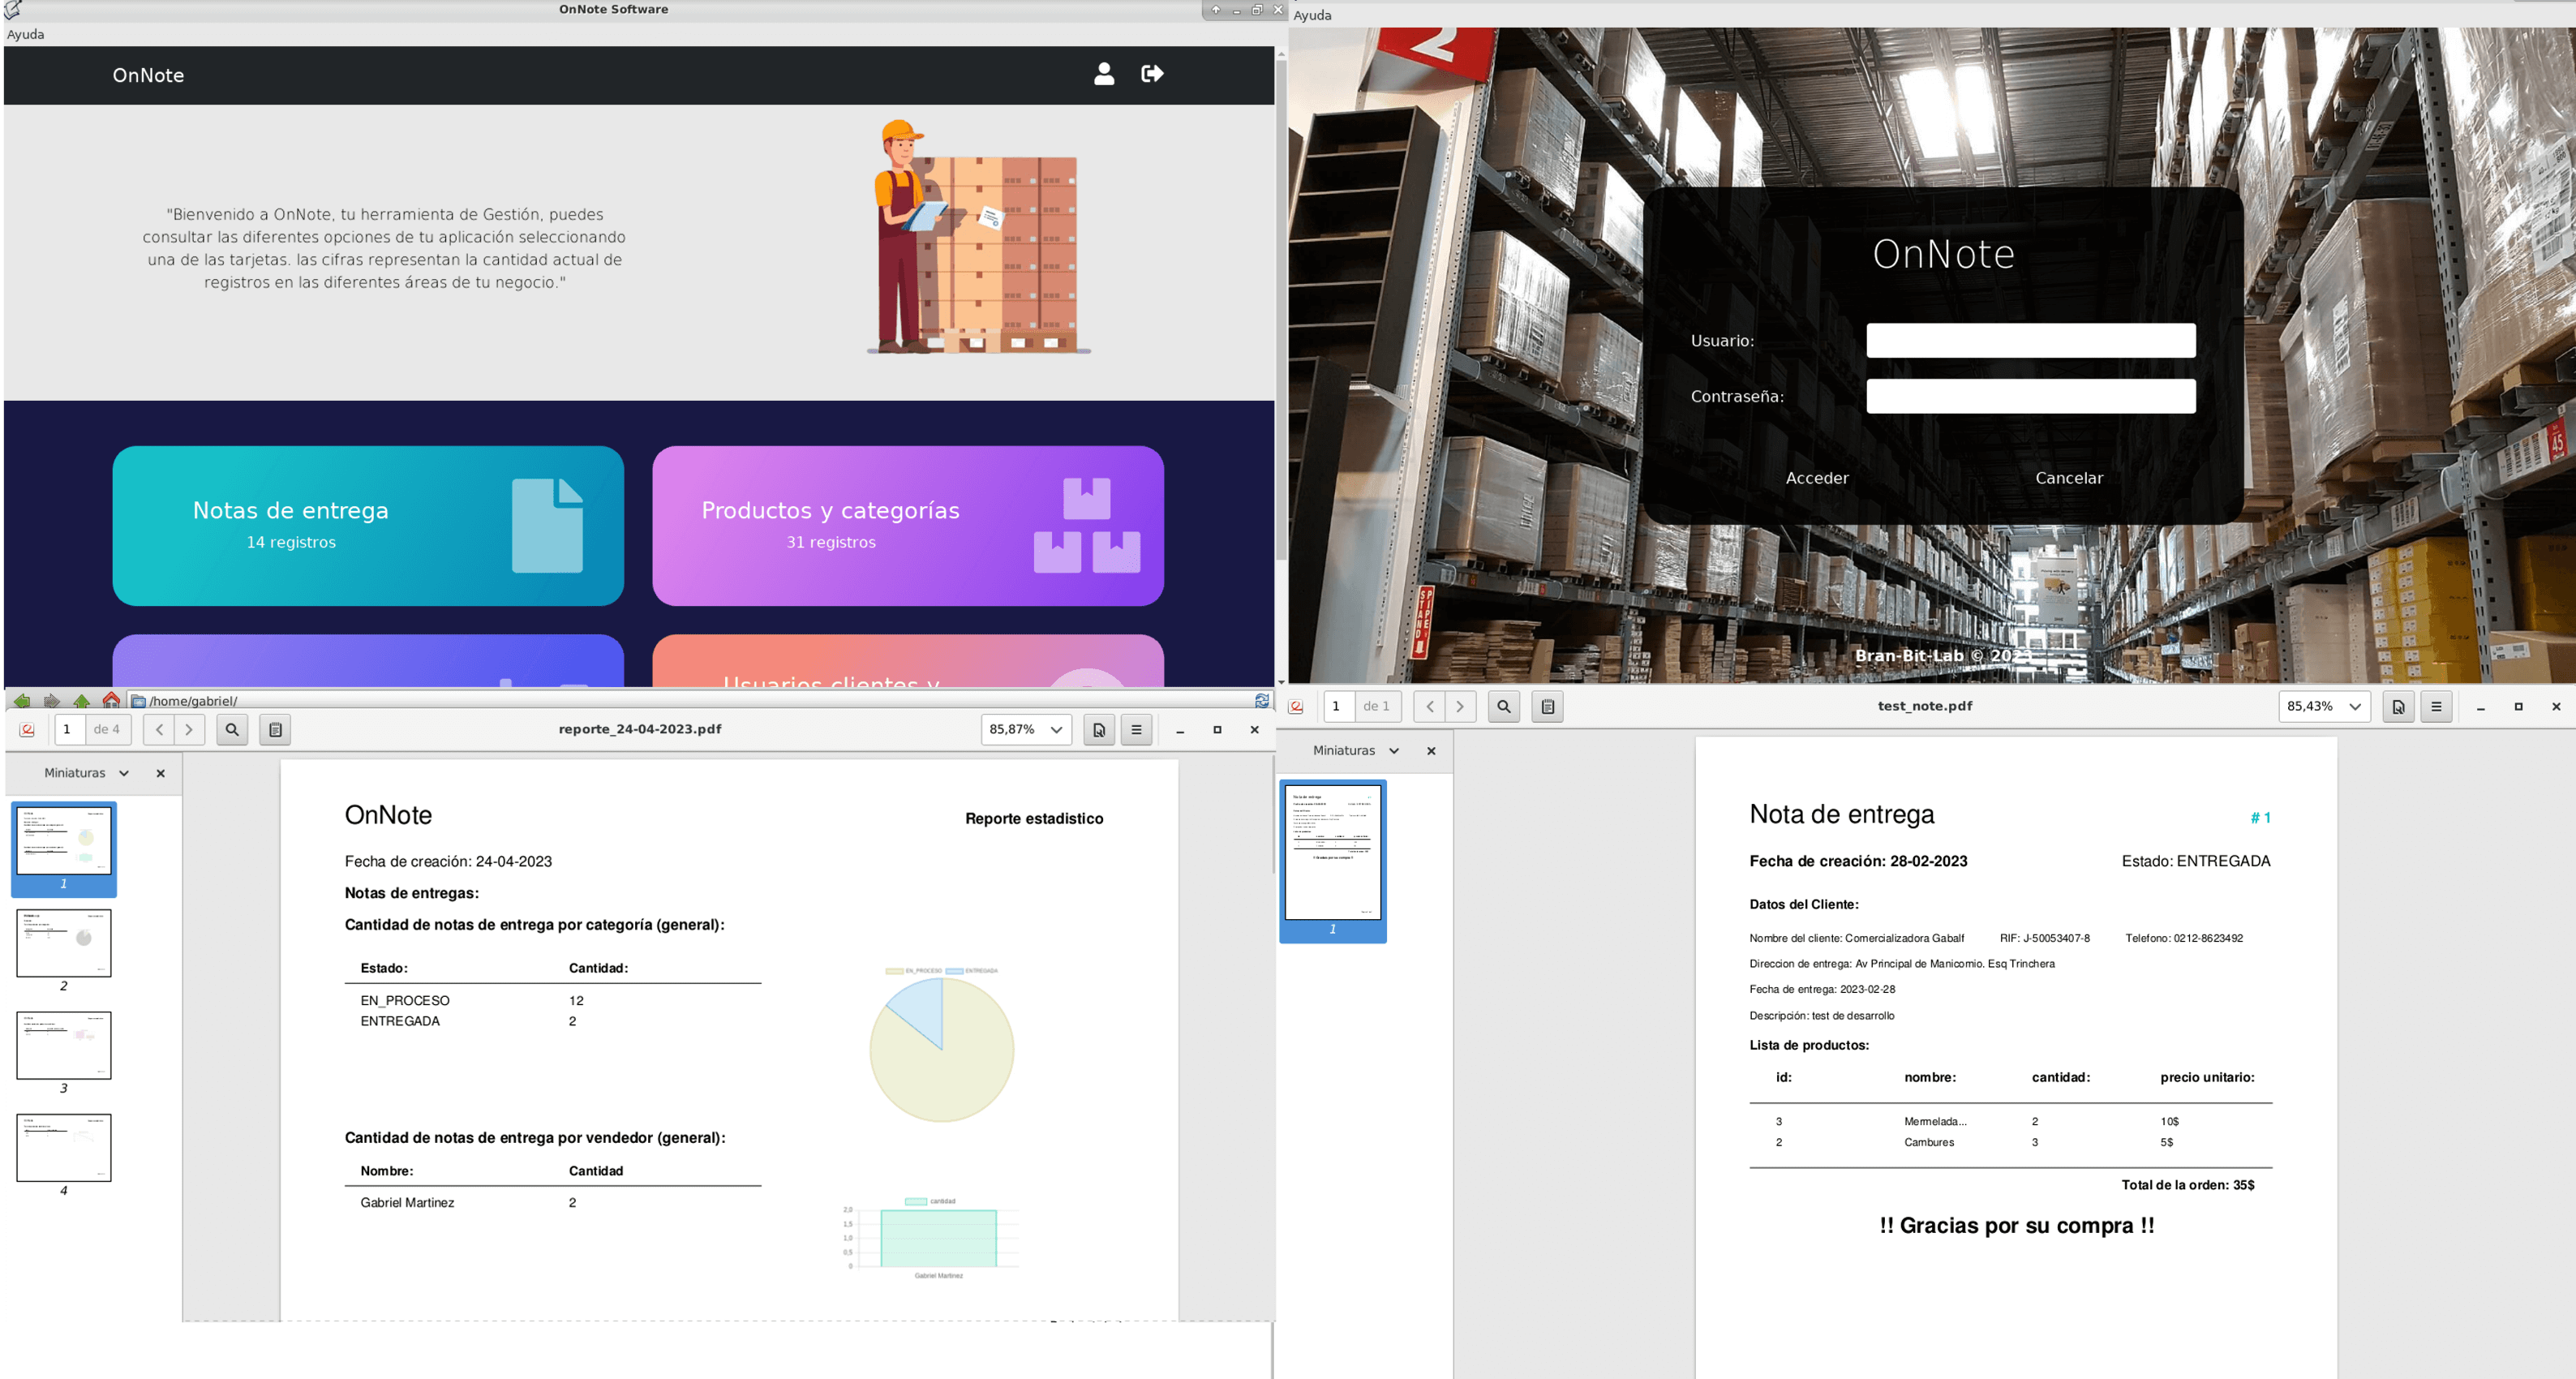 OnNote Software
Ayuda
OnNote
"Bienvenido a OnNote, tu herramienta de Gestión, puedes
consultar las diferentes opciones de tu aplicación seleccionando
una de las tarjetas. las cifras representan la cantidad actual de
registros en las diferentes áreas de tu negocio."
Notas de entrega
14 registros
Productos y categorías
31 registros
Usuarios clientes y
Ayuda
2
OnNote
Usuario:
Contraseña:
Acceder
Cancelar
45
Bran-Bit-Lab © 2023
/home/gabriel/
1 de 4
reporte_24-04-2023.pdf
85,87%
Miniaturas
1
2
3
4
OnNote
Reporte estadistico
Fecha de creación: 24-04-2023
Notas de entregas:
Cantidad de notas de entrega por categoría (general):
Estado: Cantidad:
EN_PROCESO 12
ENTREGADA 2
EN_PROCESO ENTREGADA
Cantidad de notas de entrega por vendedor (general):
Nombre: Cantidad
Gabriel Martinez 2
cantidad
2,0
1,5
1,0
0,5
0
Gabriel Martinez
1 de 1
test_note.pdf
85,43%
Miniaturas
1
Nota de entrega
# 1
Fecha de creación: 28-02-2023
Estado: ENTREGADA
Datos del Cliente:
Nombre del cliente: Comercializadora Gabalf RIF: J-50053407-8 Telefono: 0212-8623492
Direccion de entrega: Av Principal de Manicomio. Esq Trinchera
Fecha de entrega: 2023-02-28
Descripción: test de desarrollo
Lista de productos:
id: nombre: cantidad: precio unitario:
3 Mermelada... 2 10$
2 Cambures 3 5$
Total de la orden: 35$
!! Gracias por su compra !!